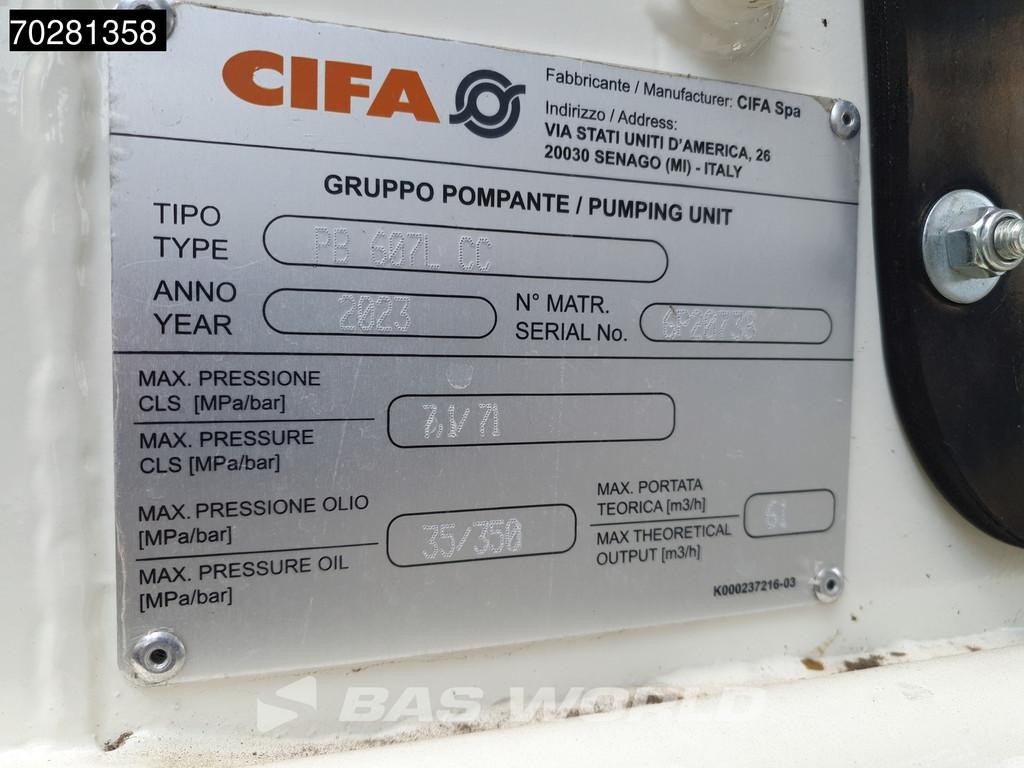 70281358
CIFA
Fabbricante / Manufacturer: CIFA Spa
Indirizzo / Address:
VIA STATI UNITI D'AMERICA, 26
20030 SENAGO (MI) - ITALY
GRUPPO POMPANTE / PUMPING UNIT
TIPO
TYPE
PB 607L CC
ANNO
YEAR
2023
N° MATR.
SERIAL No.
MAX. PRESSIONE
CLS [MPa/bar]
MAX. PRESSURE
CLS [MPa/bar]
7,1/ 71
MAX. PRESSIONE OLIO
[MPa/bar]
MAX. PRESSURE OIL
[MPa/bar]
35/350
MAX. PORTATA
TEORICA [m3/h]
MAX THEORETICAL
OUTPUT [m3/h]
61
K000237216-03
BAS WORLD